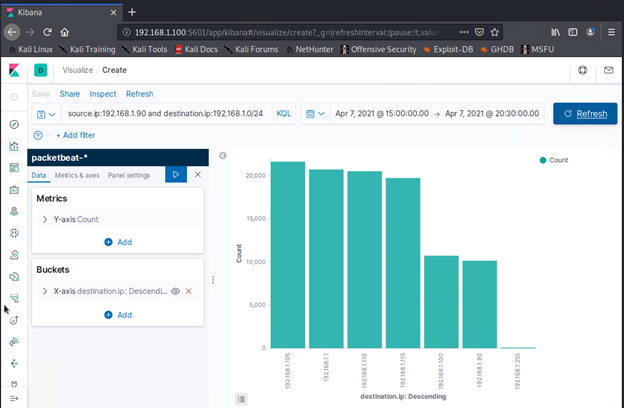 Kibana
192.168.1.100:5601/app/kibana#/visualize/create?_g=(refreshInterval:(pause:!t,value
Kali Linux Kali Training Kali Tools Kali Docs Kali Forums NetHunter Offensive Security Exploit-DB GHDB MSFU
D Visualize / Create
Save Share Inspect Refresh
source.ip:192.168.1.90 and destination.ip:192.168.1.0/24 KQL Apr 7, 2021 @ 15:00:00.00 → Apr 7, 2021 @ 20:30:00.00 Refresh
+ Add filter
packetbeat-*
Data Metrics & axes Panel settings
Metrics
Y-axis Count
Add
Buckets
X-axis destination.ip: Descendi...
Add
Count
20,000
15,000
10,000
5,000
0
Count
192.168.1.105
192.168.1.1
192.168.1.110
192.168.1.115
192.168.1.100
192.168.1.90
192.168.1.255
destination.ip: Descending